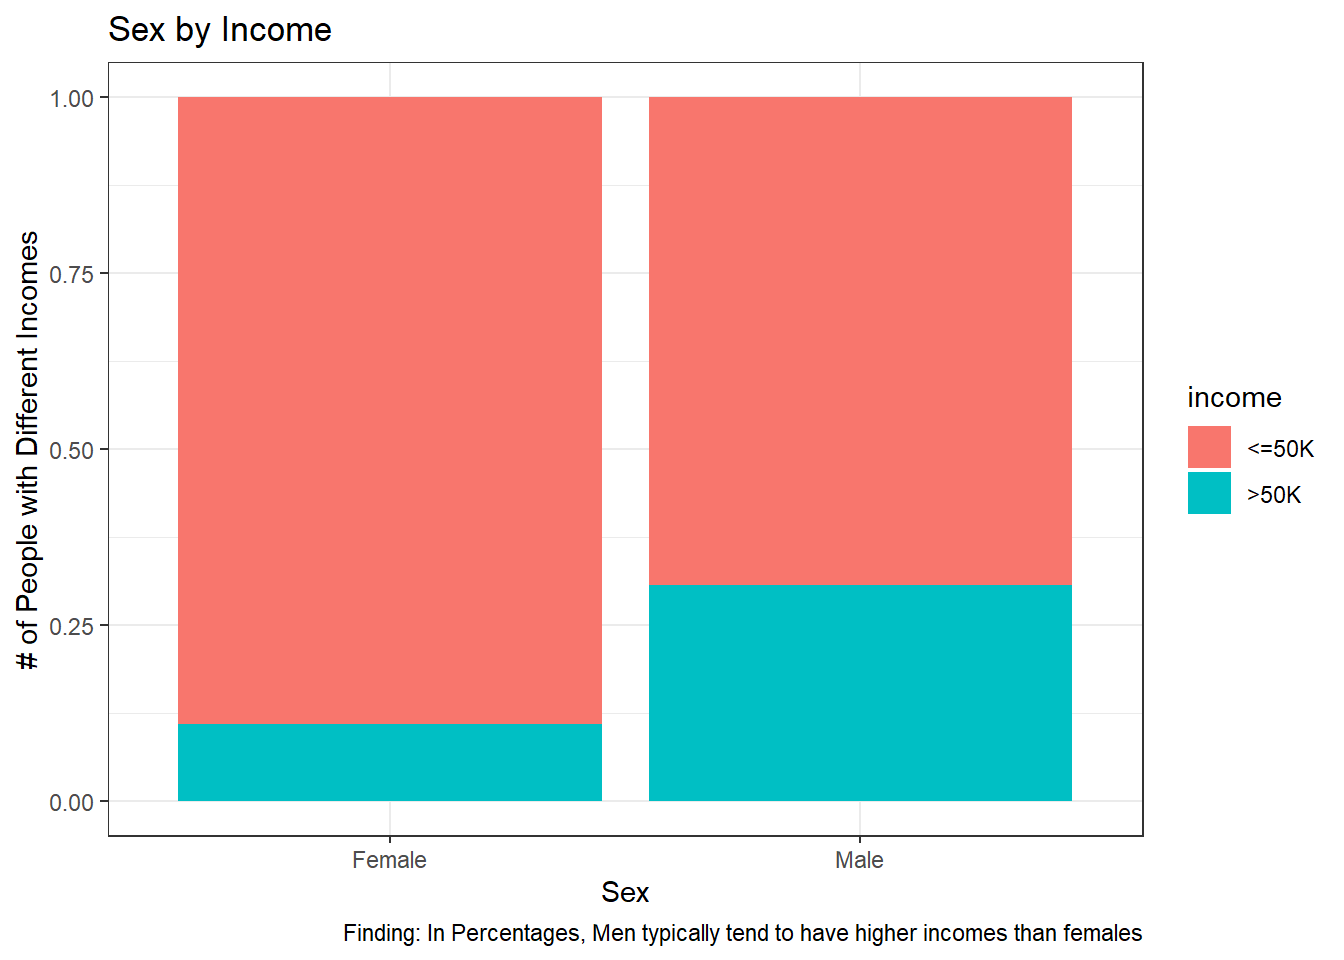 Sex by Income
# of People with Different Incomes
1.00
0.75
0.50
0.25
0.00
Female
Male
Sex
income
<=50K
>50K
Finding: In Percentages, Men typically tend to have higher incomes than females